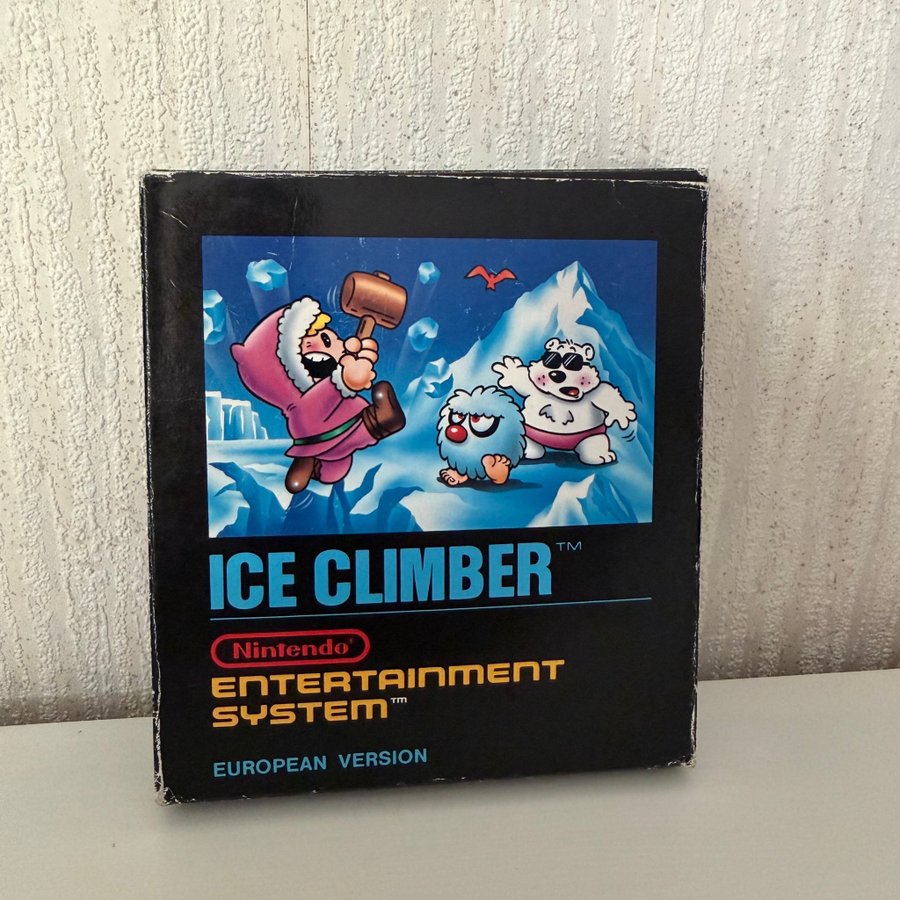 ICE CLIMBER™
Nintendo®
ENTERTAINMENT
SYSTEM™
EUROPEAN VERSION